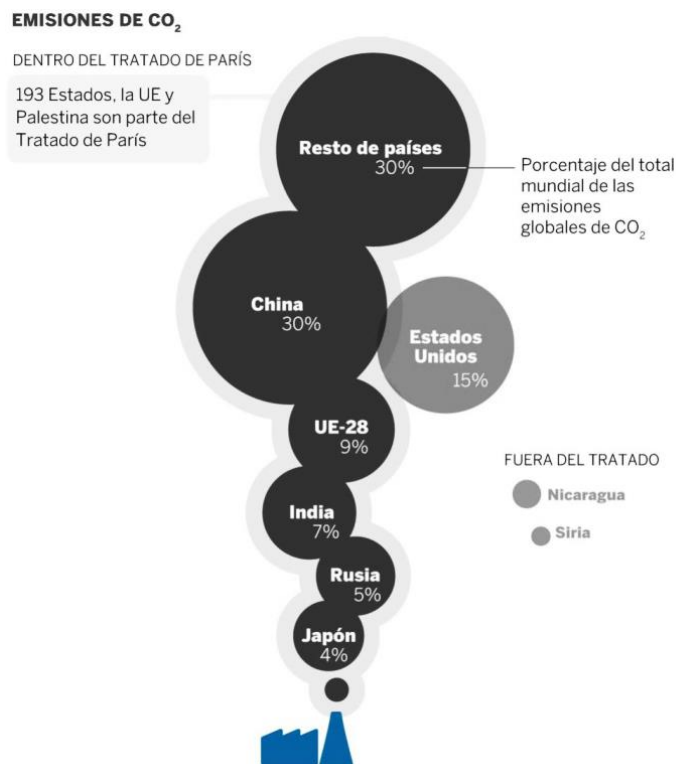 EMISIONES DE CO₂
DENTRO DEL TRATADO DE PARÍS
193 Estados, la UE y
Palestina son parte del
Tratado de París
Resto de países
30%
Porcentaje del total
mundial de las
emisiones
globales de CO₂
China
30%
Estados
Unidos
15%
UE-28
9%
FUERA DEL TRATADO
Nicaragua
Siria
India
7%
Rusia
5%
Japón
4%